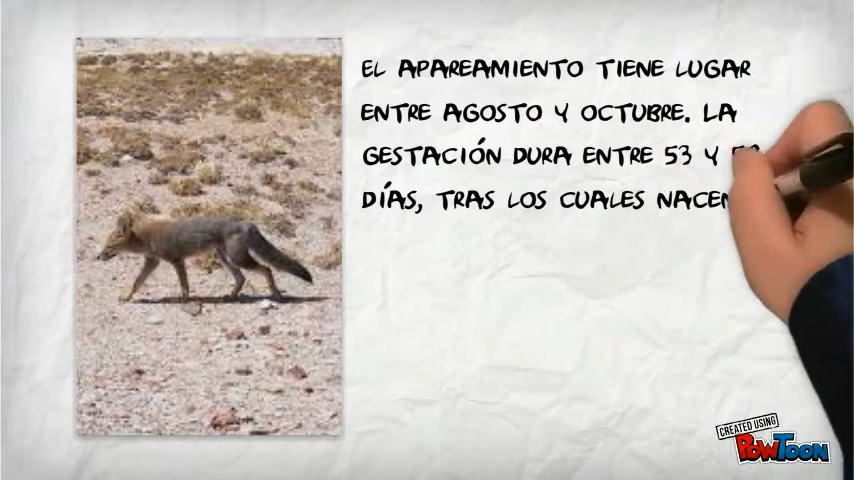 EL APAREAMIENTO TIENE LUGAR
ENTRE AGOSTO Y OCTUBRE. LA
GESTACIÓN DURA ENTRE 53 Y
DÍAS, TRAS LOS CUALES NACEN
CREATED USING
POWTOON